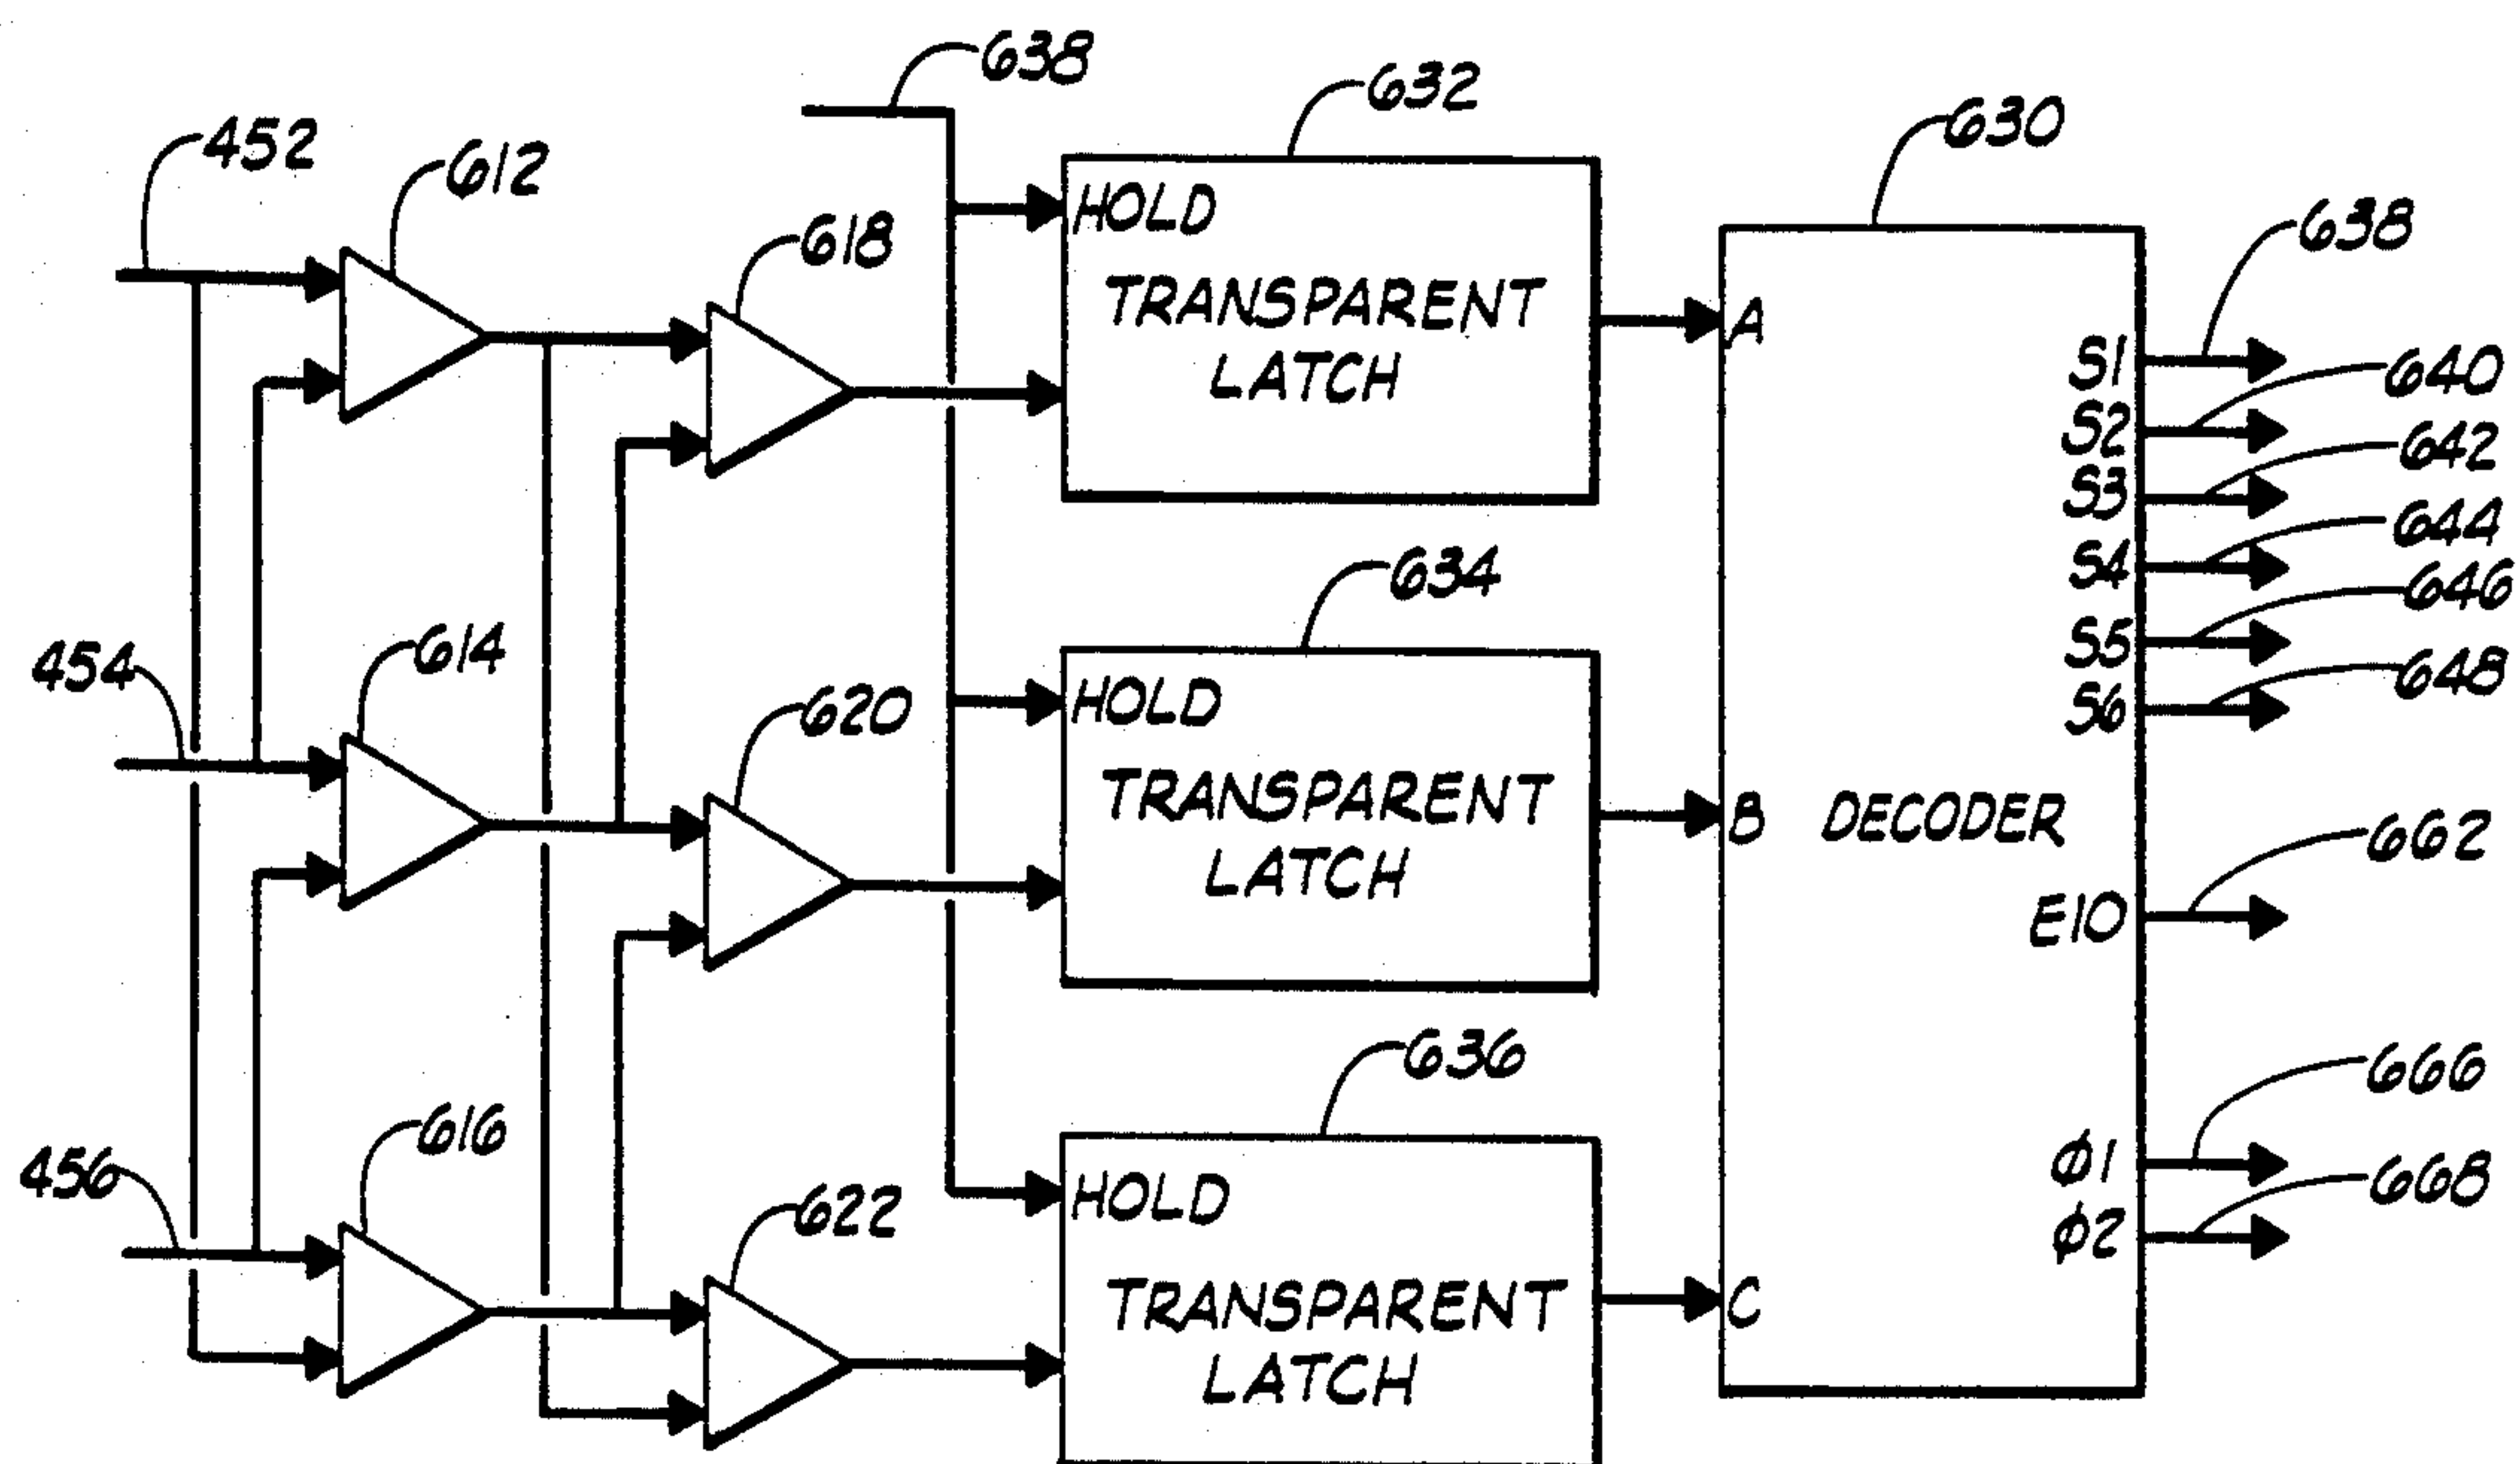 638
632
630
452
612
618
638
HOLD
TRANSPARENT
LATCH
A
S1
640
S2
642
S3
644
S4
646
S5
648
S6
634
454
614
620
HOLD
TRANSPARENT
LATCH
B
DECODER
662
E10
636
666
456
616
622
HOLD
Φ1
668
Φ2
TRANSPARENT
LATCH
C